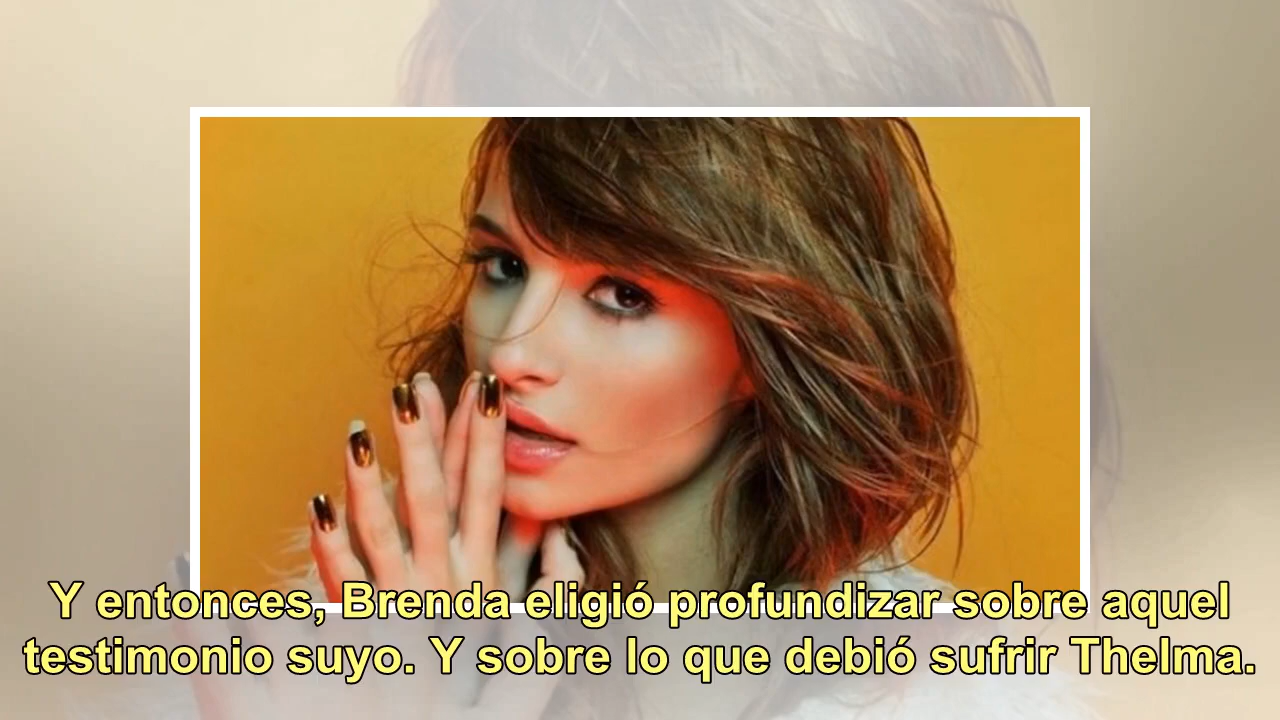 Y entonces, Brenda eligió profundizar sobre aquel
testimonio suyo. Y sobre lo que debió sufrir Thelma.